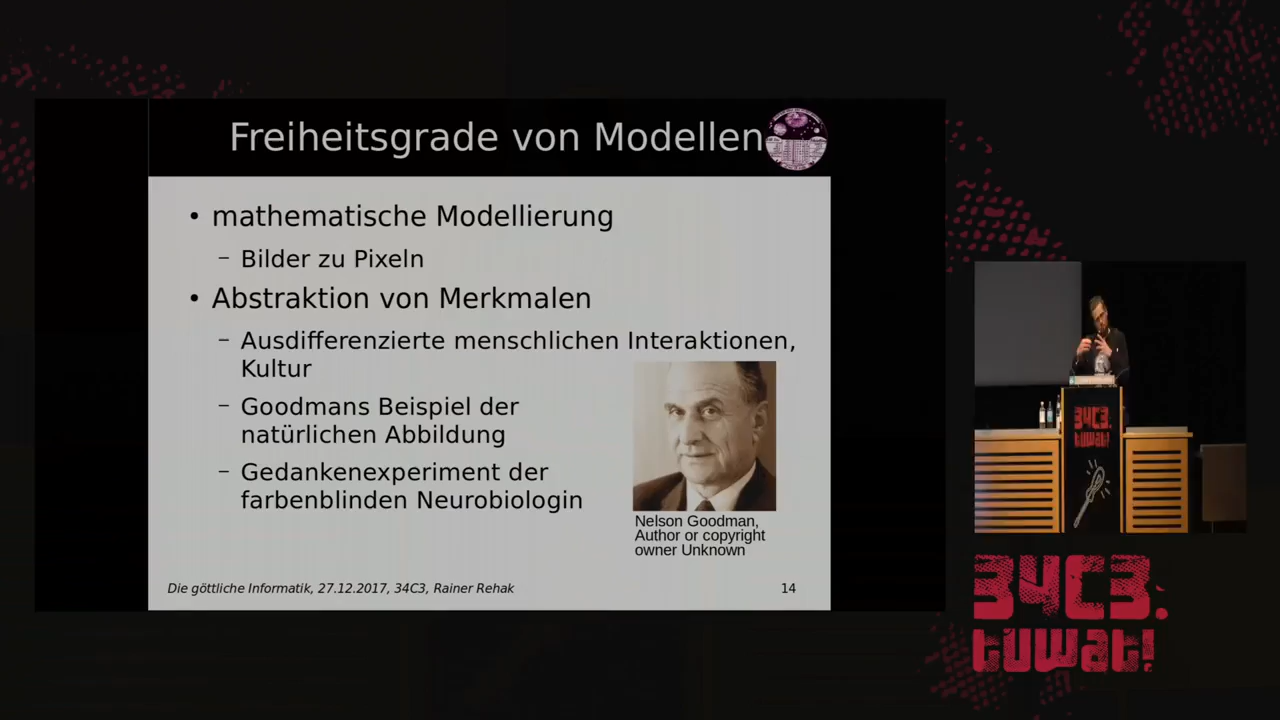 Freiheitsgrade von Modellen
• mathematische Modellierung
– Bilder zu Pixeln
• Abstraktion von Merkmalen
– Ausdifferenzierte menschlichen Interaktionen,
Kultur
– Goodmans Beispiel der
natürlichen Abbildung
– Gedankenexperiment der
farbenblinden Neurobiologin
Nelson Goodman,
Author or copyright
owner Unknown
Die göttliche Informatik, 27.12.2017, 34C3, Rainer Rehak
14
34C3.
tuwat!
34C3.
tuwat!